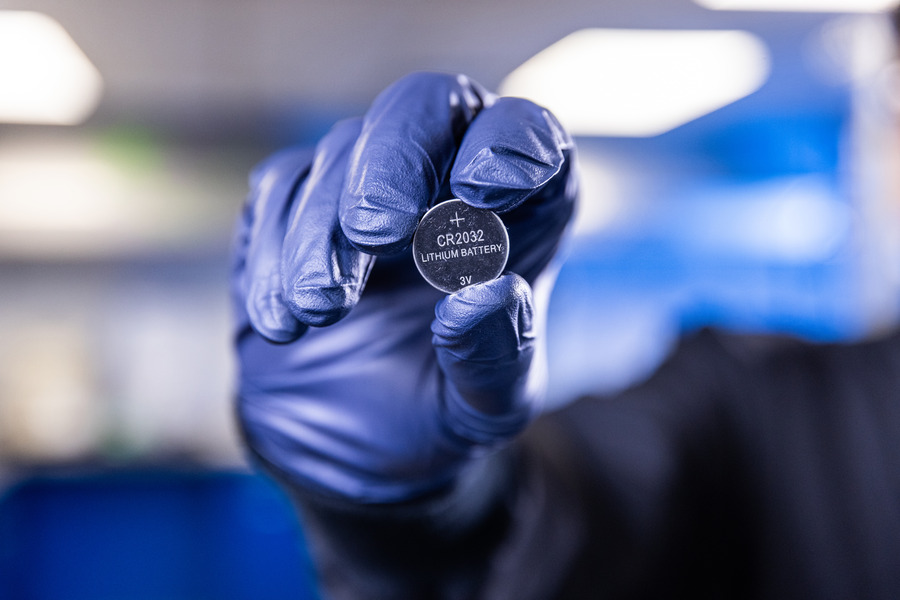 +
CR2032
LITHIUM BATTERY
3V